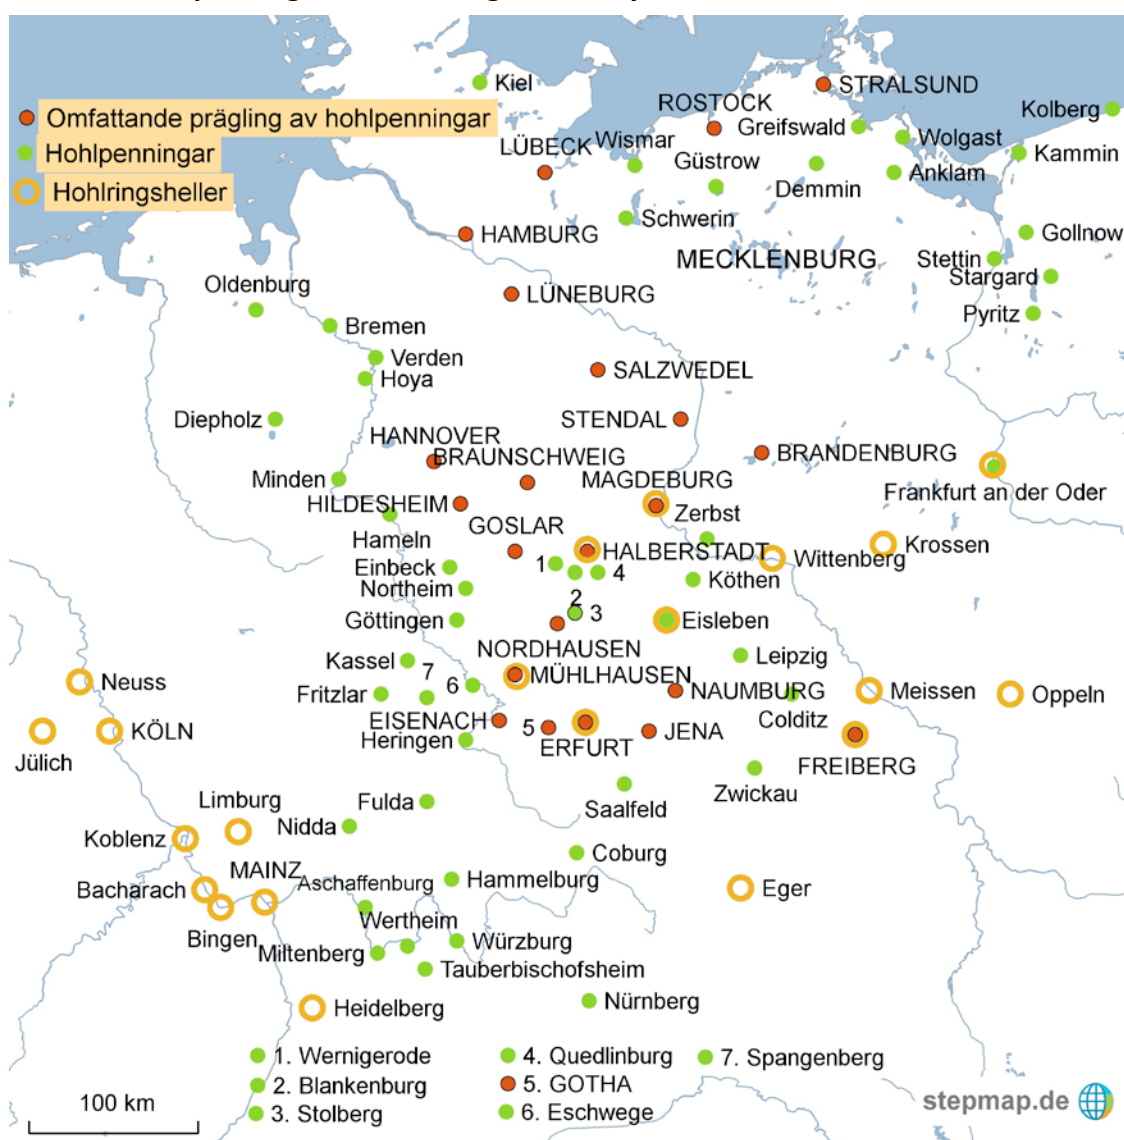 Kiel
STRALSUND
ROSTOCK
Kolberg
Omfattande prägling av hohlpenningar
Greifswald
Wolgast
LÜBECK
Wismar
Hohlpenningar
Güstrow
Kammin
Anklam
Demmin
Hohlringsheller
Schwerin
HAMBURG
Gollnow
MECKLENBURG
Stettin
Stargard
Oldenburg
LÜNEBURG
Pyritz
Bremen
Verden
SALZWEDEL
Hoya
Diepholz
STENDAL
HANNOVER
BRAUNSCHWEIG
BRANDENBURG
Minden
MAGDEBURG
Frankfurt an der Oder
HILDESHEIM
Zerbst
GOSLAR
Hameln
HALBERSTADT
Krossen
Wittenberg
Einbeck
1
4
Köthen
Northeim
2
3
Göttingen
Eisleben
NORDHAUSEN
Leipzig
Kassel
7
MÜHLHAUSEN
Neuss
6
Fritzlar
NAUMBURG
Meissen
Oppeln
EISENACH
Colditz
KÖLN
5
JENA
Heringen
ERFURT
Jülich
FREIBERG
Zwickau
Limburg
Fulda
Saalfeld
Nidda
Koblenz
Coburg
MAINZ
Aschaffenburg
Hammelburg
Bacharach
Eger
Wertheim
Bingen
Würzburg
Miltenberg
Tauberbischofsheim
Heidelberg
Nürnberg
1. Wernigerode
4. Quedlinburg
7. Spangenberg
2. Blankenburg
5. GOTHA
3. Stolberg
6. Eschwege
100 km
stepmap.de